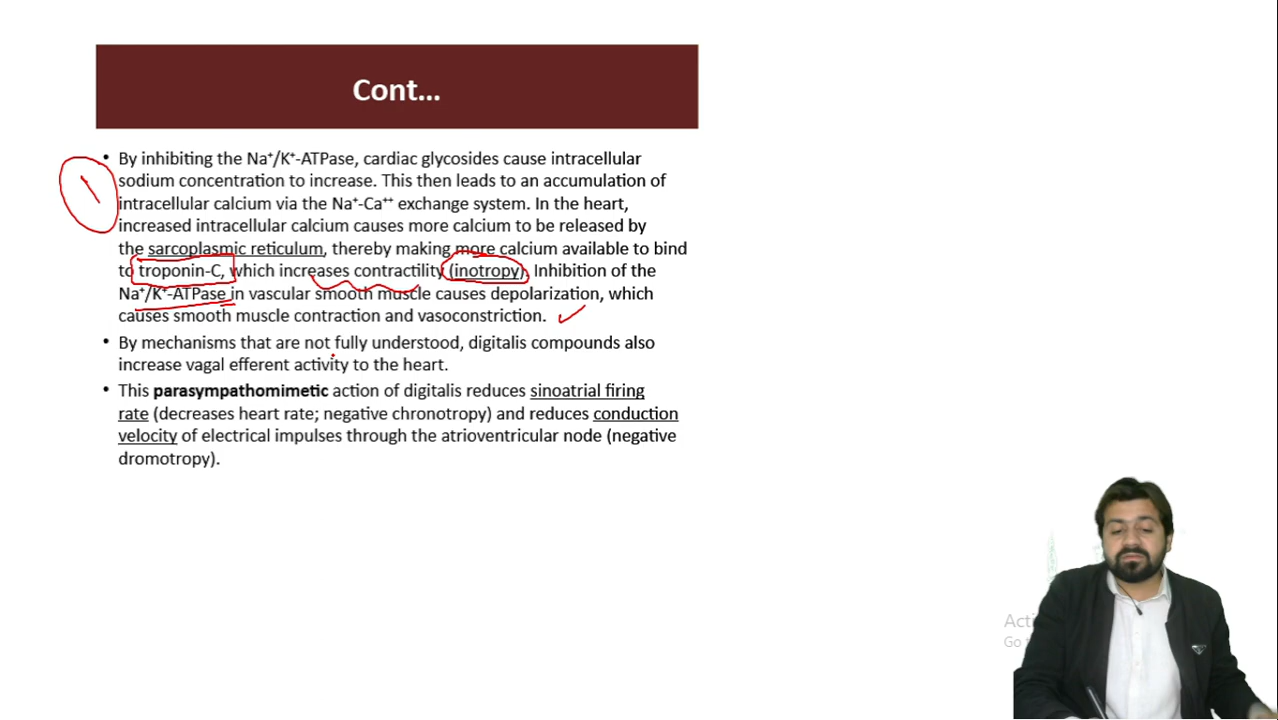 Cont...
• By inhibiting the Na⁺/K⁺-ATPase, cardiac glycosides cause intracellular
sodium concentration to increase. This then leads to an accumulation of
intracellular calcium via the Na⁺-Ca⁺⁺ exchange system. In the heart,
increased intracellular calcium causes more calcium to be released by
the sarcoplasmic reticulum, thereby making more calcium available to bind
to troponin-C, which increases contractility (inotropy). Inhibition of the
Na⁺/K⁺-ATPase in vascular smooth muscle causes depolarization, which
causes smooth muscle contraction and vasoconstriction.
• By mechanisms that are not fully understood, digitalis compounds also
increase vagal efferent activity to the heart.
• This parasympathomimetic action of digitalis reduces sinoatrial firing
rate (decreases heart rate; negative chronotropy) and reduces conduction
velocity of electrical impulses through the atrioventricular node (negative
dromotropy).
Go